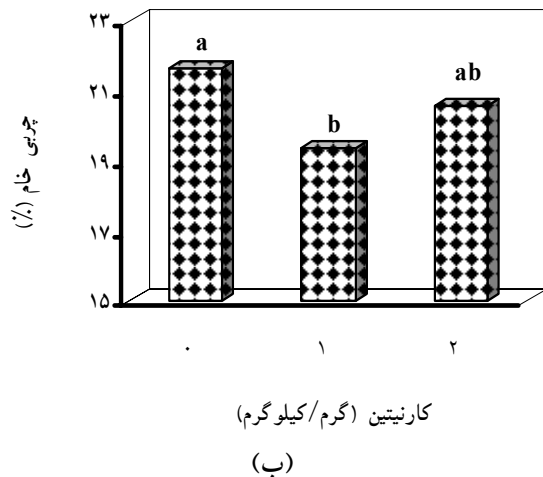 ۲۳
۲۱
۱۹
۱۷
۱۵
چربی خام (%)
a
b
ab
۰
۱
۲
کارنیتین (گرم/کیلوگرم)
(ب)